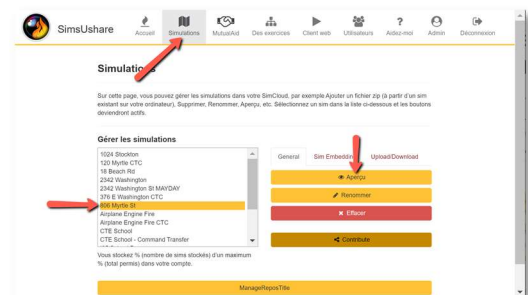 SimsUshare
Accueil
Simulations
MutualAid
Des exercices
Client web
Utilisateurs
Aidez-moi
Admin
Déconnexion
Simulations
Sur cette page, vous pouvez gérer les simulations dans votre SimCloud, par exemple.Ajouter un fichier zip (à partir d'un sim
existant sur votre ordinateur), Supprimer, Renommer, Aperçu, etc. Sélectionnez un sim dans la liste ci-dessous et les boutons
deviendront actifs.
Gérer les simulations
1024 Stockton
120 Myrtle CTC
18 Beach Rd
2342 Washington
2342 Washington St MAYDAY
376 E Washington CTC
806 Myrtle St
Airplane Engine Fire
Airplane Engine Fire CTC
CTE School
CTE School - Command Transfer
General
Sim Embedding
Upload/Download
Aperçu
Renommer
Effacer
Contribute
Vous stockez % (nombre de sims stockés) d'un maximum
% (total permis) dans votre compte.
ManageReposTitle